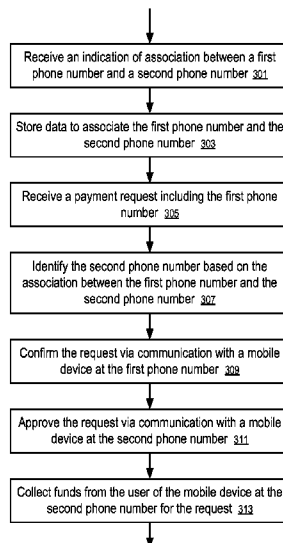 Receive an indication of association between a first
phone number and a second phone number 301
Store data to associate the first phone number and the
second phone number
303
Receive a payment request including the first phone
number 305
Identify the second phone number based on the
association between the first phone number and the
second phone number
307
Confirm the request via communication with a mobile
device at the first phone number 309
Approve the request via communication with a mobile
device at the second phone number 311
Collect funds from the user of the mobile device at the
second phone number for the request 313